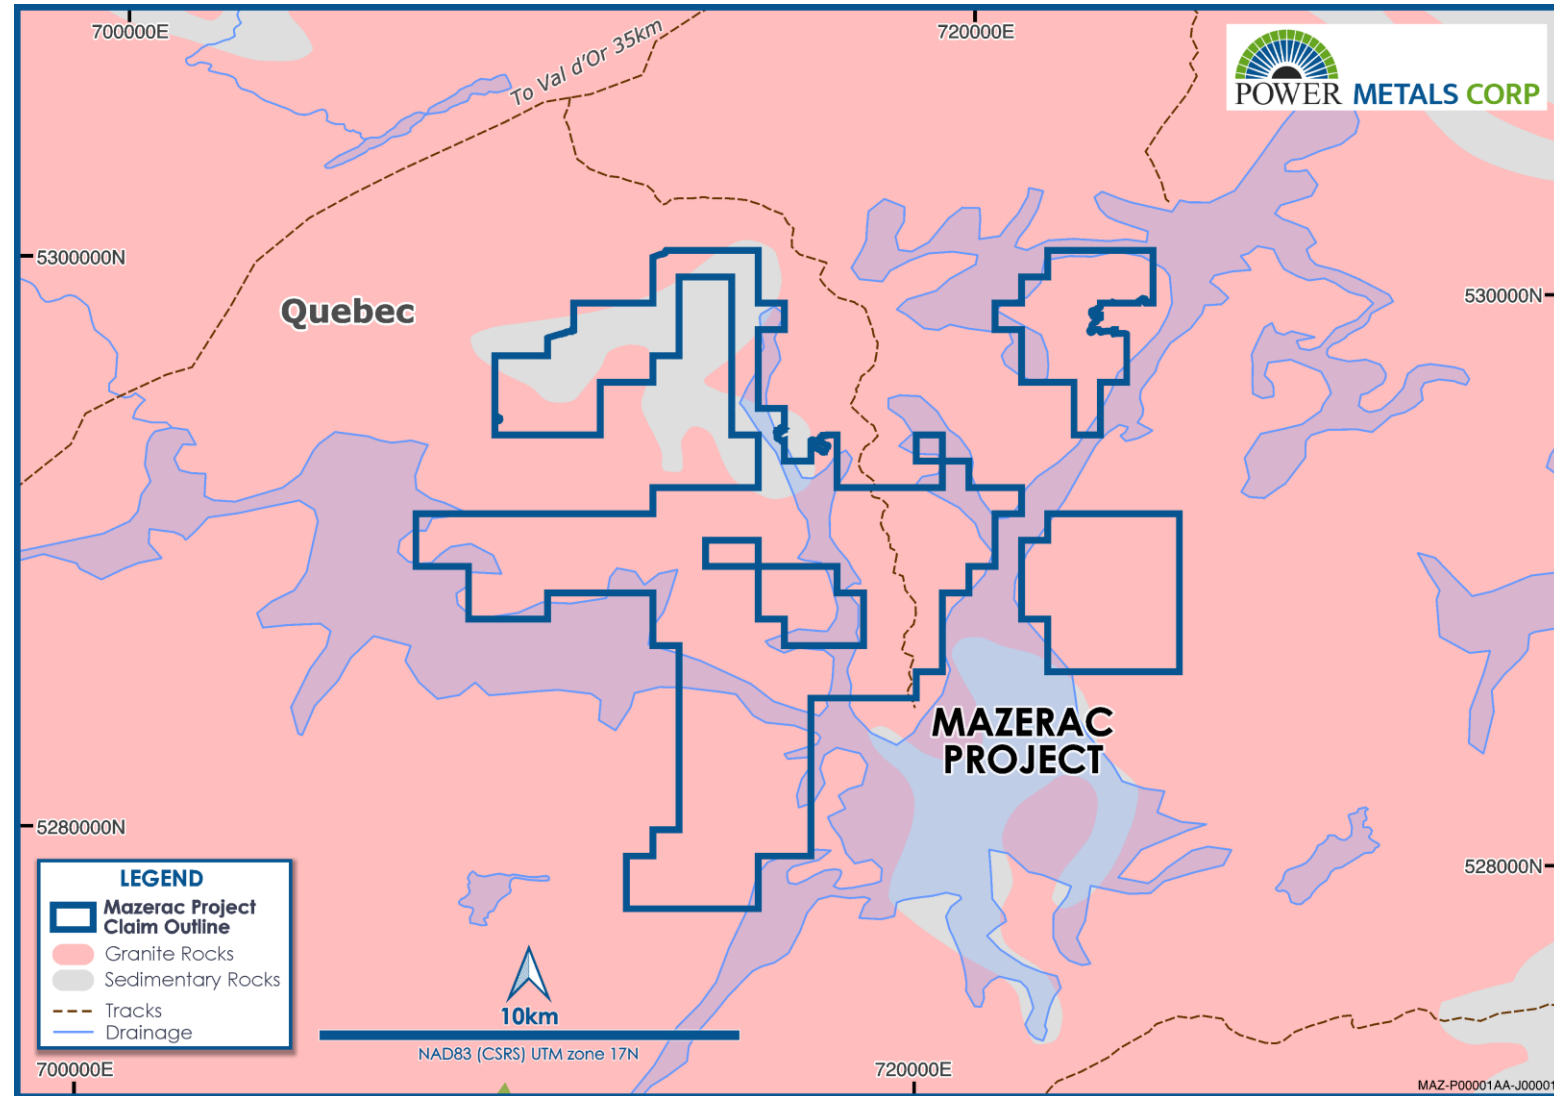 700000E
720000E
To Val d'Or 35km
POWER METALS CORP
5300000N
530000N
Quebec
MAZERAC
PROJECT
5280000N
528000N
LEGEND
Mazerac Project
Claim Outline
Granite Rocks
Sedimentary Rocks
Tracks
Drainage
10km
NAD83 (CSRS) UTM zone 17N
700000E
720000E
MAZ-P00001AA-J00001